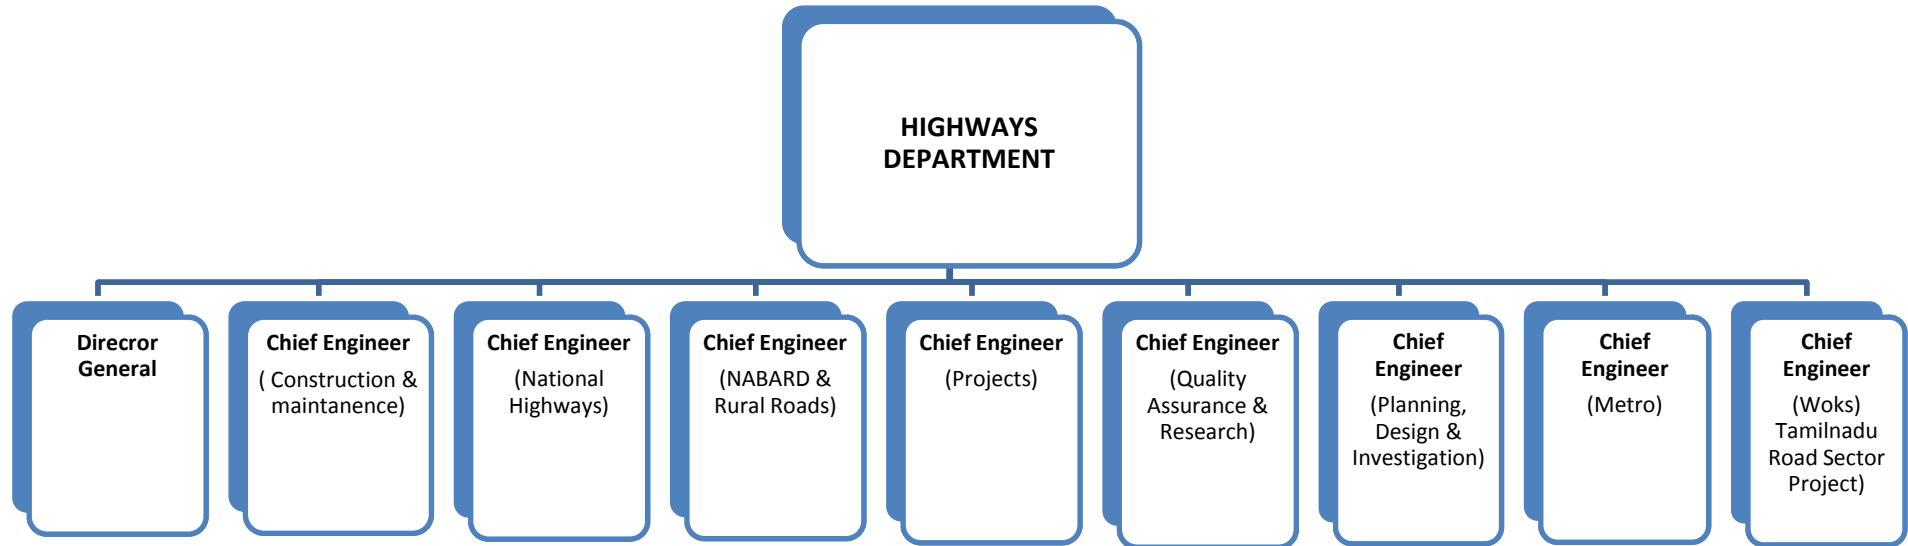 HIGHWAYS
DEPARTMENT
Direcror
General
Chief Engineer
( Construction &
maintanence)
Chief Engineer
(National
Highways)
Chief Engineer
(NABARD &
Rural Roads)
Chief Engineer
(Projects)
Chief Engineer
(Quality
Assurance &
Research)
Chief
Engineer
(Planning,
Design &
Investigation)
Chief
Engineer
(Metro)
Chief
Engineer
(Woks)
Tamilnadu
Road Sector
Project)